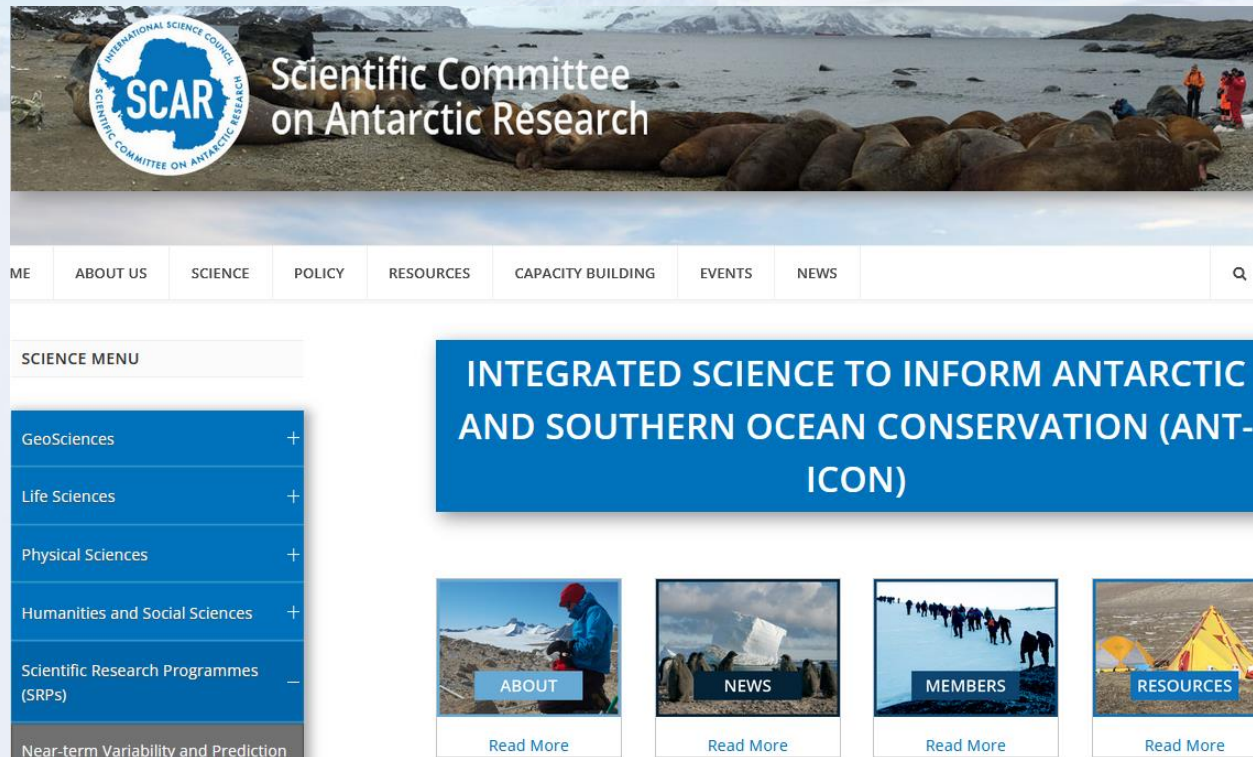 INTERNATIONAL SCIENCE COUNCIL
SCAR
SCIENTIFIC COMMITTEE ON ANTARCTIC RESEARCH
Scientific Committee
on Antarctic Research
ME
ABOUT US
SCIENCE
POLICY
RESOURCES
CAPACITY BUILDING
EVENTS
NEWS
SCIENCE MENU
GeoSciences +
Life Sciences +
Physical Sciences +
Humanities and Social Sciences +
Scientific Research Programmes
(SRPs) –
Near-term Variability and Prediction
INTEGRATED SCIENCE TO INFORM ANTARCTIC
AND SOUTHERN OCEAN CONSERVATION (ANT-
ICON)
ABOUT
Read More
NEWS
Read More
MEMBERS
Read More
RESOURCES
Read More